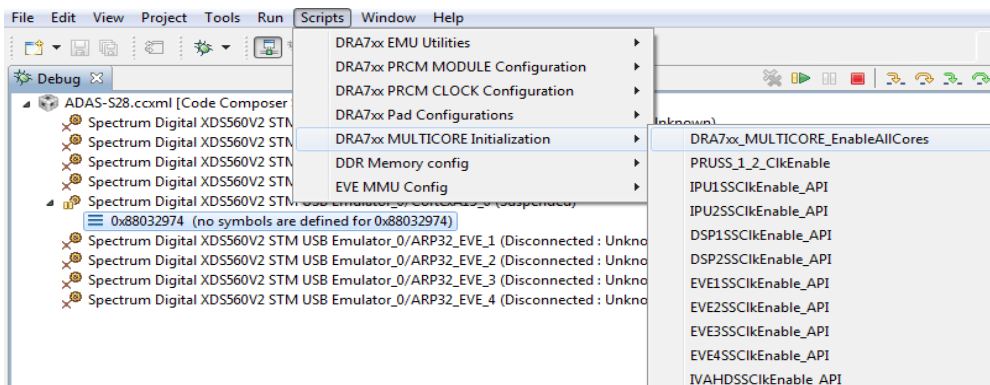 File Edit View Project Tools Run Scripts Window Help
DRA7xx EMU Utilities
DRA7xx PRCM MODULE Configuration
DRA7xx PRCM CLOCK Configuration
DRA7xx Pad Configurations
DRA7xx MULTICORE Initialization
DDR Memory config
EVE MMU Config
DRA7xx_MULTICORE_EnableAllCores
PRUSS_1_2_ClkEnable
IPU1SSClkEnable_API
IPU2SSClkEnable_API
DSP1SSClkEnable_API
DSP2SSClkEnable_API
EVE1SSClkEnable_API
EVE2SSClkEnable_API
EVE3SSClkEnable_API
EVE4SSClkEnable_API
IVAHDSSClkEnable_API
Debug
ADAS-S28.ccxml [Code Composer
Spectrum Digital XDS560V2 STM
Unknown)
Spectrum Digital XDS560V2 STM
Spectrum Digital XDS560V2 STM
Spectrum Digital XDS560V2 STM
Spectrum Digital XDS560V2 STM USB Emulator_0/CortexA15_0 (Suspended)
0x88032974 (no symbols are defined for 0x88032974)
Spectrum Digital XDS560V2 STM USB Emulator_0/ARP32_EVE_1 (Disconnected : Unkno
Spectrum Digital XDS560V2 STM USB Emulator_0/ARP32_EVE_2 (Disconnected : Unkno
Spectrum Digital XDS560V2 STM USB Emulator_0/ARP32_EVE_3 (Disconnected : Unkno
Spectrum Digital XDS560V2 STM USB Emulator_0/ARP32_EVE_4 (Disconnected : Unkno